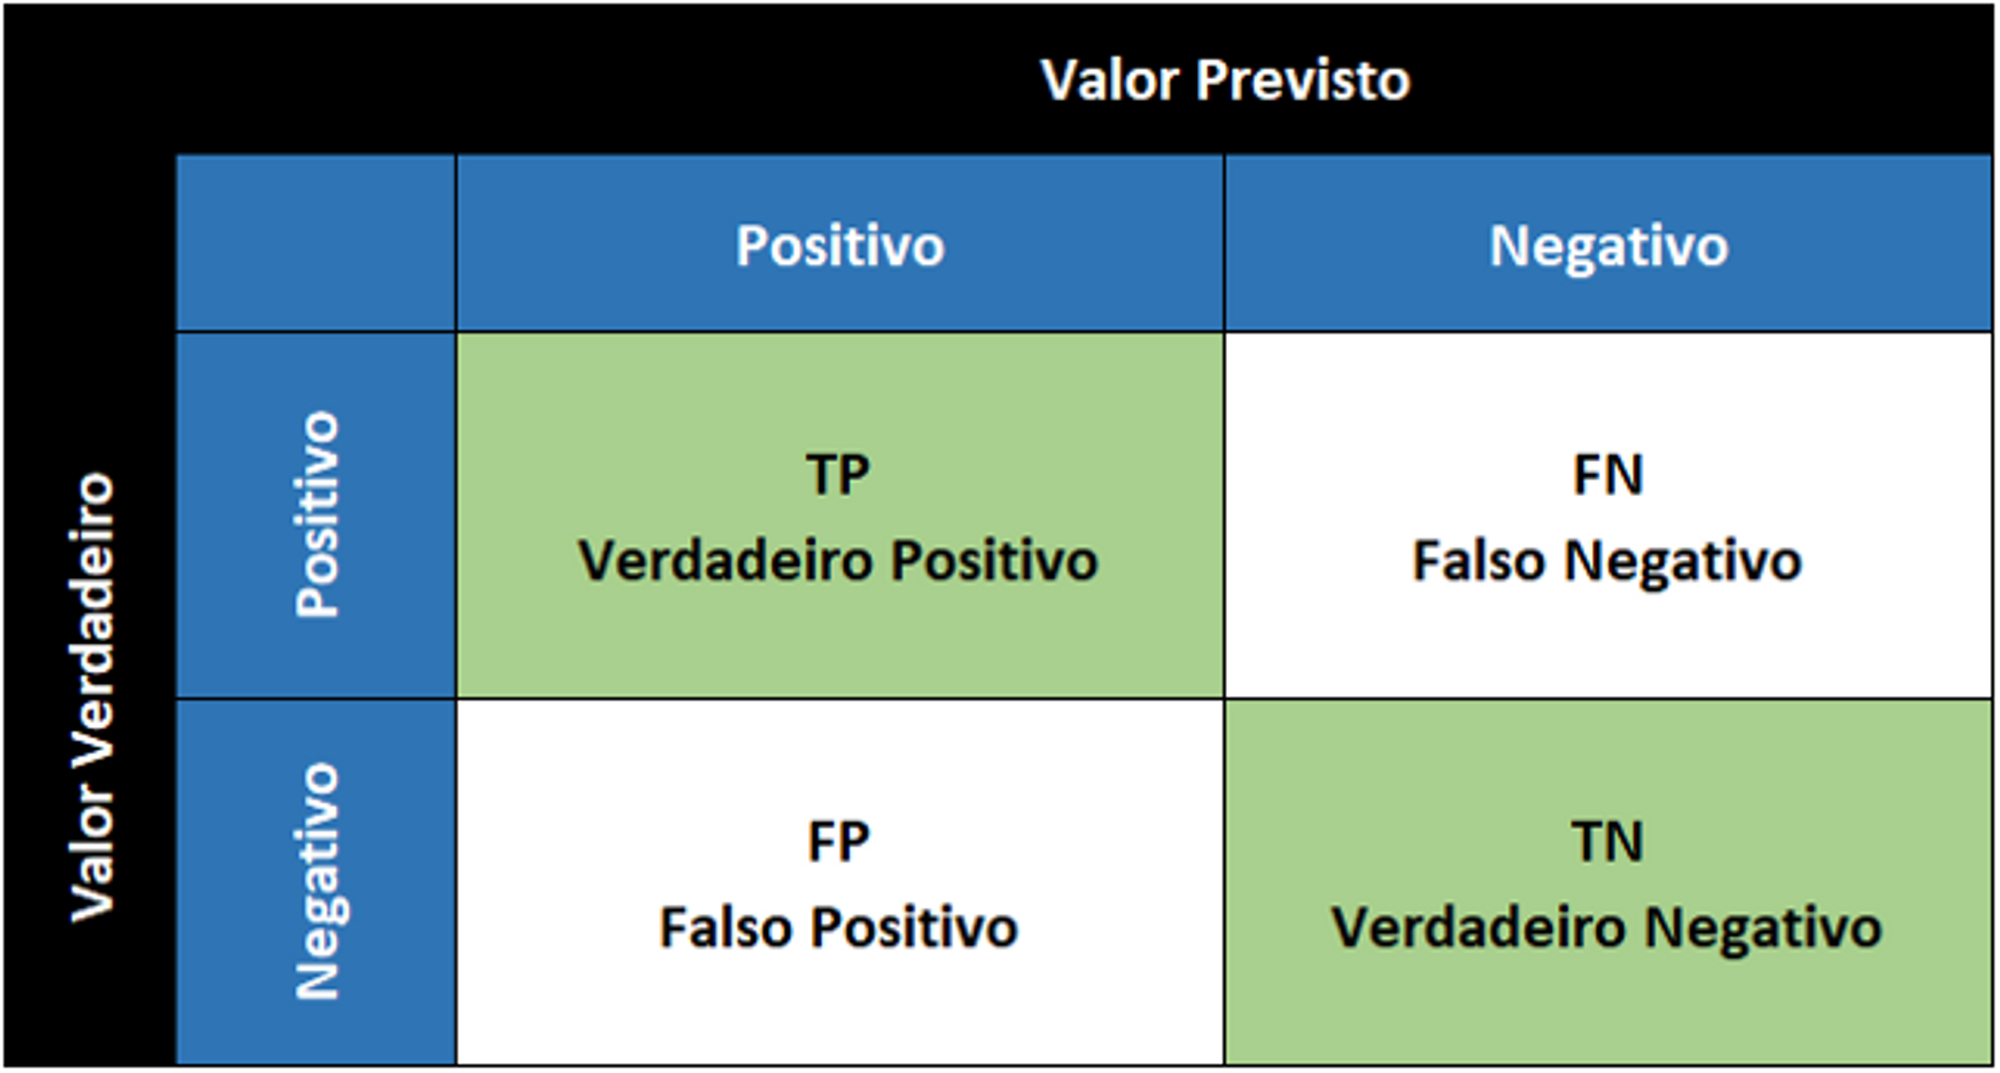 Valor Previsto
Positivo
Negativo
Valor Verdadeiro
Positivo
TP
Verdadeiro Positivo
FN
Falso Negativo
Negativo
FP
Falso Positivo
TN
Verdadeiro Negativo